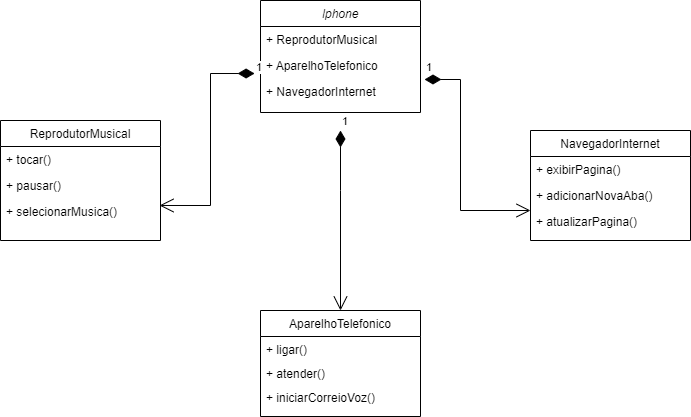 Iphone
+ ReprodutorMusical
+ AparelhoTelefonico
+ NavegadorInternet
1
1
1
ReprodutorMusical
+ tocar()
+ pausar()
+ selecionarMusica()
NavegadorInternet
+ exibirPagina()
+ adicionarNovaAba()
+ atualizarPagina()
AparelhoTelefonico
+ ligar()
+ atender()
+ iniciarCorreioVoz()